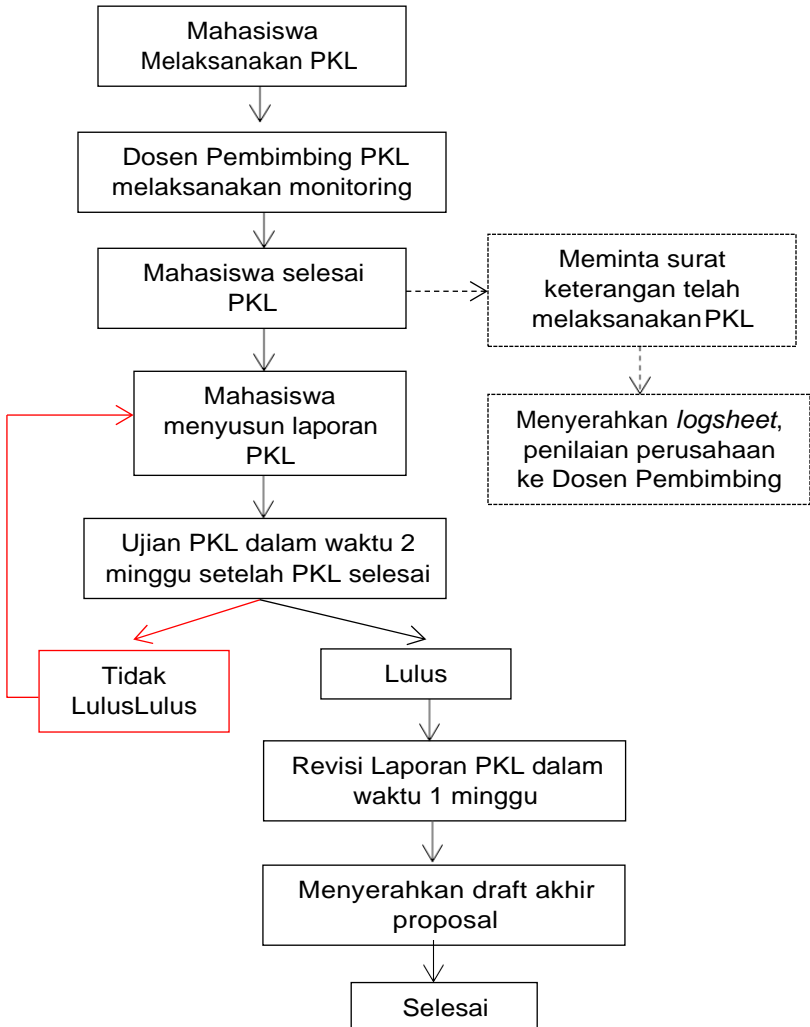 Mahasiswa
Melaksanakan PKL
Dosen Pembimbing PKL
melaksanakan monitoring
Mahasiswa selesai
PKL
Meminta surat
keterangan telah
melaksanakan PKL
Mahasiswa
menyusun laporan
PKL
Menyerahkan logsheet,
penilaian perusahaan
ke Dosen Pembimbing
Ujian PKL dalam waktu 2
minggu setelah PKL selesai
Tidak
LulusLulus
Lulus
Revisi Laporan PKL dalam
waktu 1 minggu
Menyerahkan draft akhir
proposal
Selesai